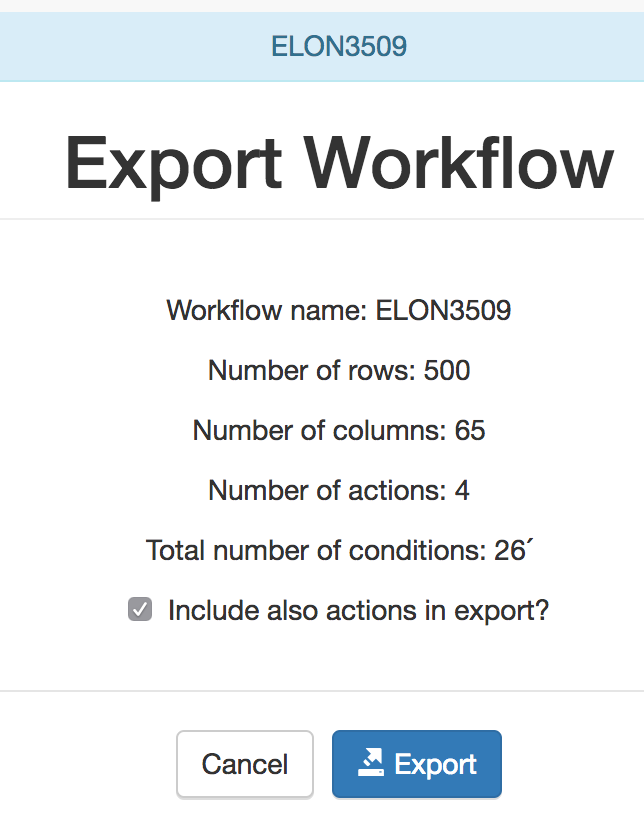 ELON3509
Export Workflow
Workflow name: ELON3509
Number of rows: 500
Number of columns: 65
Number of actions: 4
Total number of conditions: 26´
Include also actions in export?
Cancel Export